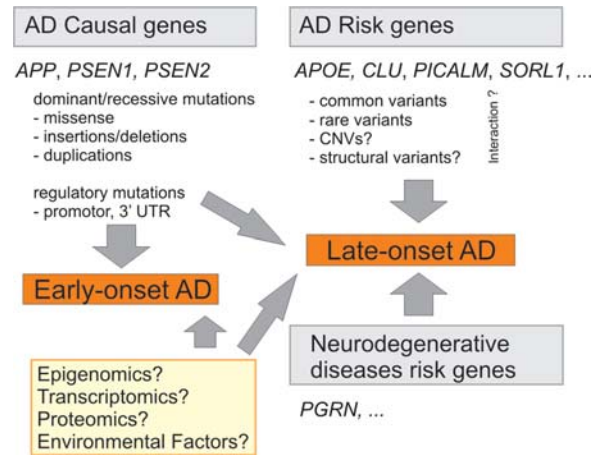 AD Causal genes
APP, PSEN1, PSEN2
dominant/recessive mutations
- missense
- insertions/deletions
- duplications
regulatory mutations
- promotor, 3' UTR
Early-onset AD
Epigenomics?
Transcriptomics?
Proteomics?
Environmental Factors?
AD Risk genes
APOE, CLU, PICALM, SORL1, ...
- common variants
- rare variants
- CNVs?
- structural variants?
Interaction ?
Late-onset AD
Neurodegenerative
diseases risk genes
PGRN, ...